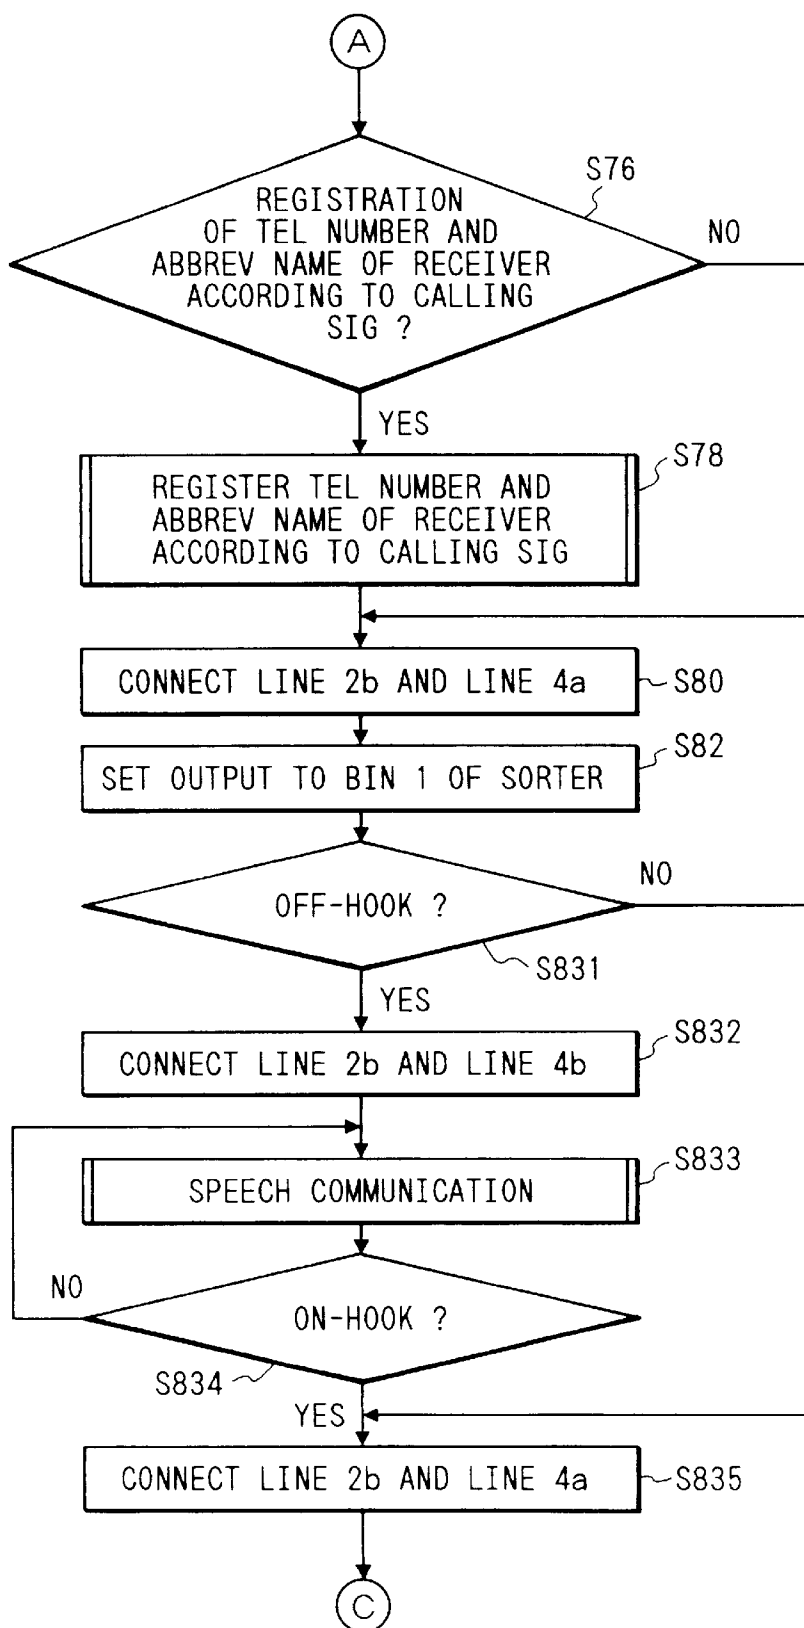 A
S76
REGISTRATION
OF TEL NUMBER AND
ABBREV NAME OF RECEIVER
ACCORDING TO CALLING
SIG ?
NO
YES
S78
REGISTER TEL NUMBER AND
ABBREV NAME OF RECEIVER
ACCORDING TO CALLING SIG
CONNECT LINE 2b AND LINE 4a
S80
S82
SET OUTPUT TO BIN 1 OF SORTER
NO
OFF-HOOK ?
S831
YES
S832
CONNECT LINE 2b AND LINE 4b
S833
SPEECH COMMUNICATION
NO
ON-HOOK ?
S834
YES
CONNECT LINE 2b AND LINE 4a
S835
C